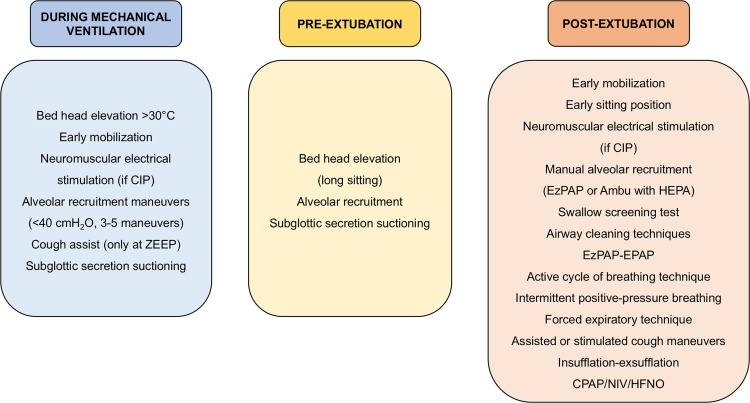 DURING MECHANICAL
VENTILATION
Bed head elevation >30°C
Early mobilization
Neuromuscular electrical
stimulation (if CIP)
Alveolar recruitment maneuvers
(<40 cmH₂O, 3-5 maneuvers)
Cough assist (only at ZEEP)
Subglottic secretion suctioning
PRE-EXTUBATION
Bed head elevation
(long sitting)
Alveolar recruitment
Subglottic secretion suctioning
POST-EXTUBATION
Early mobilization
Early sitting position
Neuromuscular electrical stimulation
(if CIP)
Manual alveolar recruitment
(EzPAP or Ambu with HEPA)
Swallow screening test
Airway cleaning techniques
EzPAP-EPAP
Active cycle of breathing technique
Intermittent positive-pressure breathing
Forced expiratory technique
Assisted or stimulated cough maneuvers
Insufflation-exsufflation
CPAP/NIV/HFNO